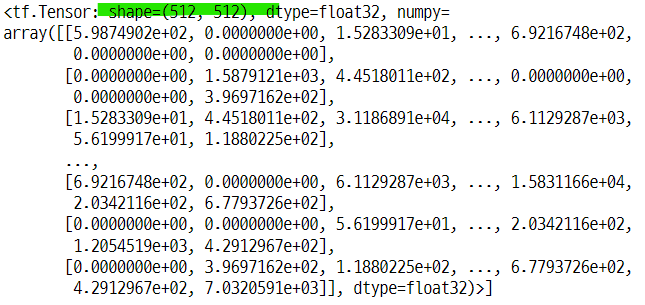 <tf.Tensor: shape=(512, 512), dtype=float32, numpy=
array([[5.9874902e+02, 0.0000000e+00, 1.5283309e+01, ..., 6.9216748e+02,
0.0000000e+00, 0.0000000e+00],
[0.0000000e+00, 1.5879121e+03, 4.4518011e+02, ..., 0.0000000e+00,
0.0000000e+00, 3.9697162e+02],
[1.5283309e+01, 4.4518011e+02, 3.1186891e+04, ..., 6.1129287e+03,
5.6199917e+01, 1.1880225e+02],
...,
[6.9216748e+02, 0.0000000e+00, 6.1129287e+03, ..., 1.5831166e+04,
2.0342116e+02, 6.7793726e+02],
[0.0000000e+00, 0.0000000e+00, 5.6199917e+01, ..., 2.0342116e+02,
1.2054519e+03, 4.2912967e+02],
[0.0000000e+00, 3.9697162e+02, 1.1880225e+02, ..., 6.7793726e+02,
4.2912967e+02, 7.0320591e+03]], dtype=float32)>]